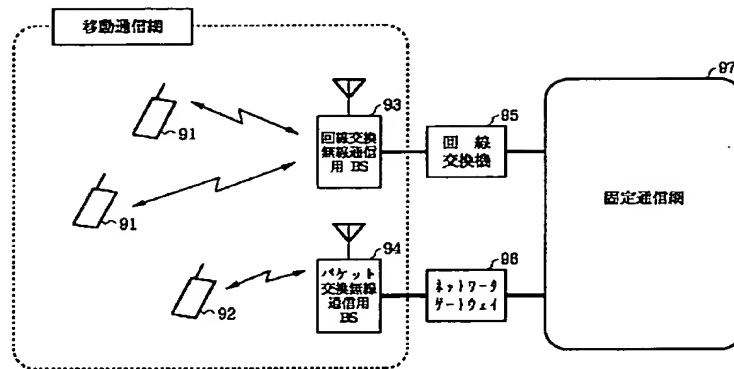 移動通信網
91
91
92
93
回線交換
無線通信
用 BS
94
パケット
交換無線
通信用
BS
95
回 線
交換機
96
ネットワーク
ゲートウェイ
97
固定通信網